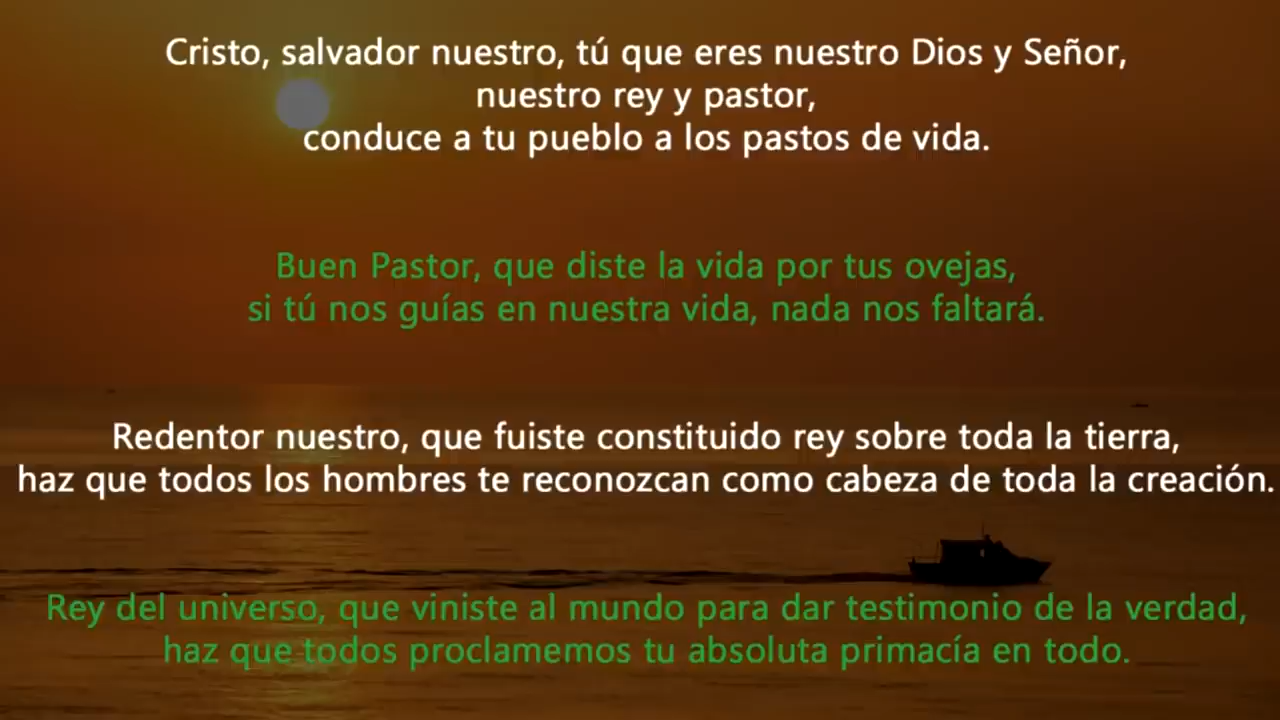 Cristo, salvador nuestro, tú que eres nuestro Dios y Señor,
nuestro rey y pastor,
conduce a tu pueblo a los pastos de vida.
Buen Pastor, que diste la vida por tus ovejas,
si tú nos guías en nuestra vida, nada nos faltará.
Redentor nuestro, que fuiste constituido rey sobre toda la tierra,
haz que todos los hombres te reconozcan como cabeza de toda la creación.
Rey del universo, que viniste al mundo para dar testimonio de la verdad,
haz que todos proclamemos tu absoluta primacía en todo.